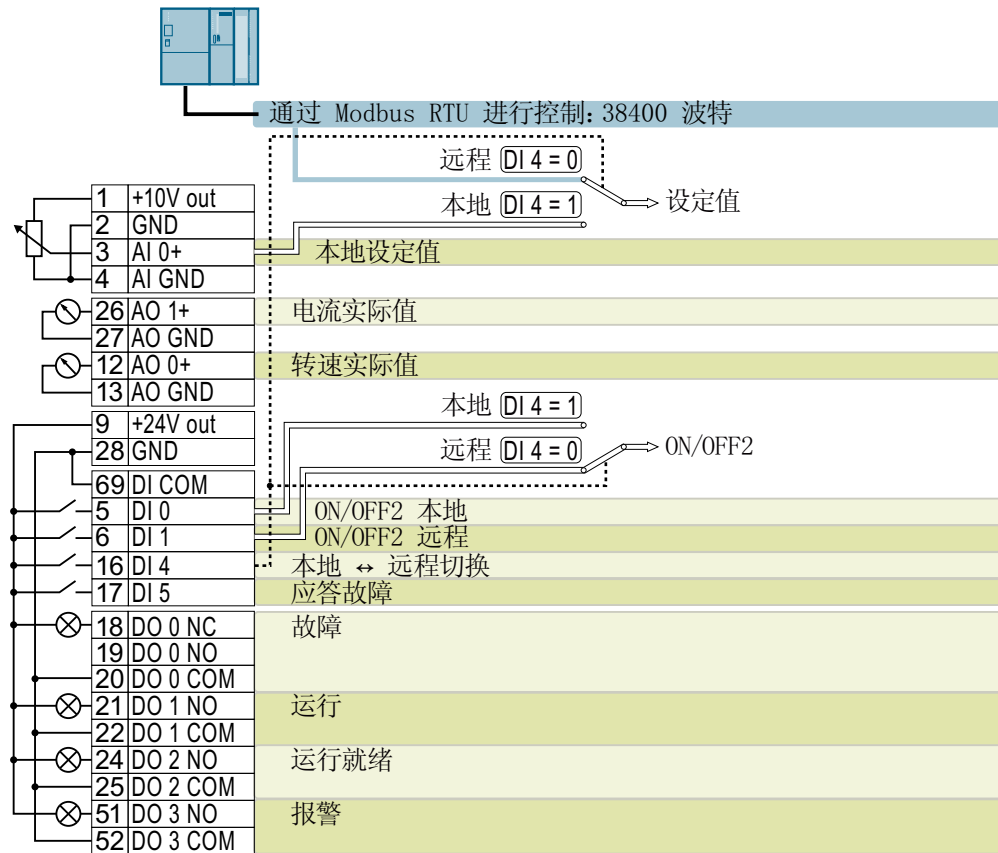 通过 Modbus RTU 进行控制: 38400 波特
远程 DI 4 = 0
设定值
本地 DI 4 = 1
1 +10V out
2 GND
3 AI 0+ 本地设定值
4 AI GND
26 AO 1+ 电流实际值
27 AO GND
12 AO 0+ 转速实际值
13 AO GND
本地 DI 4 = 1
9 +24V out
远程 DI 4 = 0 ON/OFF2
28 GND
69 DI COM
5 DI 0 ON/OFF2 本地
6 DI 1 ON/OFF2 远程
16 DI 4 本地 ↔ 远程切换
17 DI 5 应答故障
18 DO 0 NC 故障
19 DO 0 NO
20 DO 0 COM
21 DO 1 NO 运行
22 DO 1 COM
24 DO 2 NO 运行就绪
25 DO 2 COM
51 DO 3 NO 报警
52 DO 3 COM